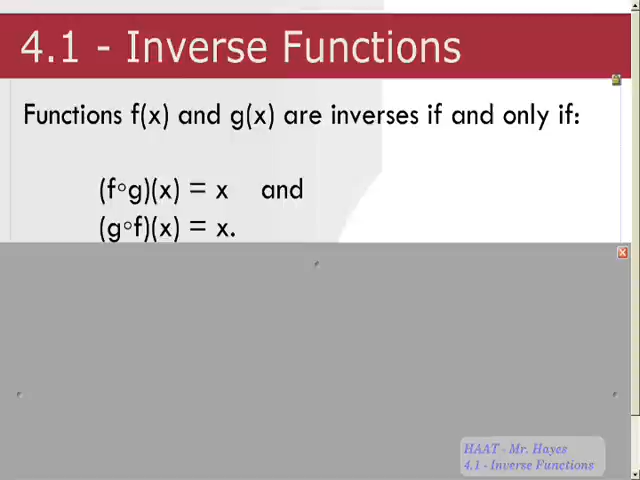 4.1 - Inverse Functions
Functions f(x) and g(x) are inverses if and only if:
(f∘g)(x) = x and
(g∘f)(x) = x.
HAAT - Mr. Hayes
4.1 - Inverse Functions